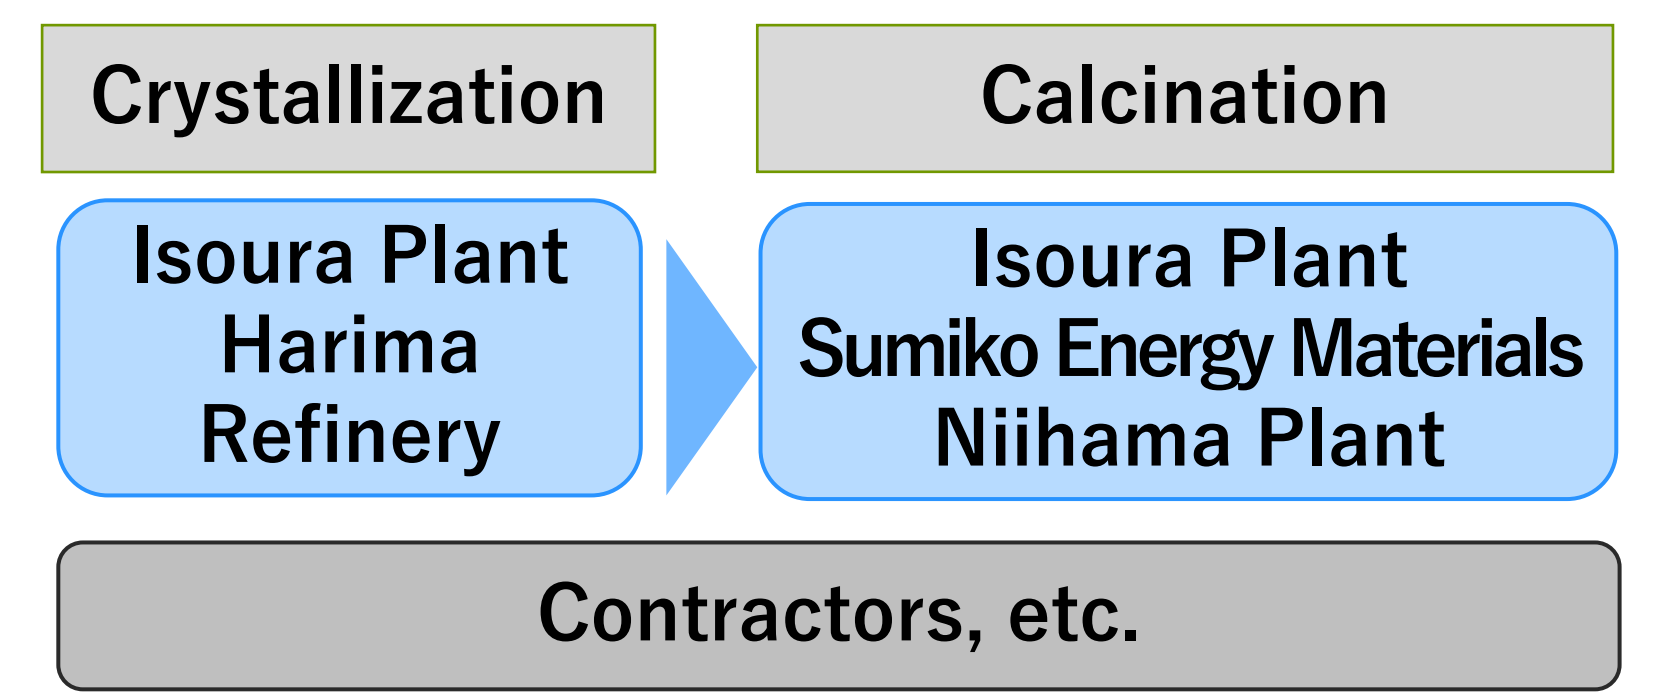 Crystallization
Calcination
Isoura Plant
Harima
Refinery
Isoura Plant
Sumiko Energy Materials
Niihama Plant
Contractors, etc.